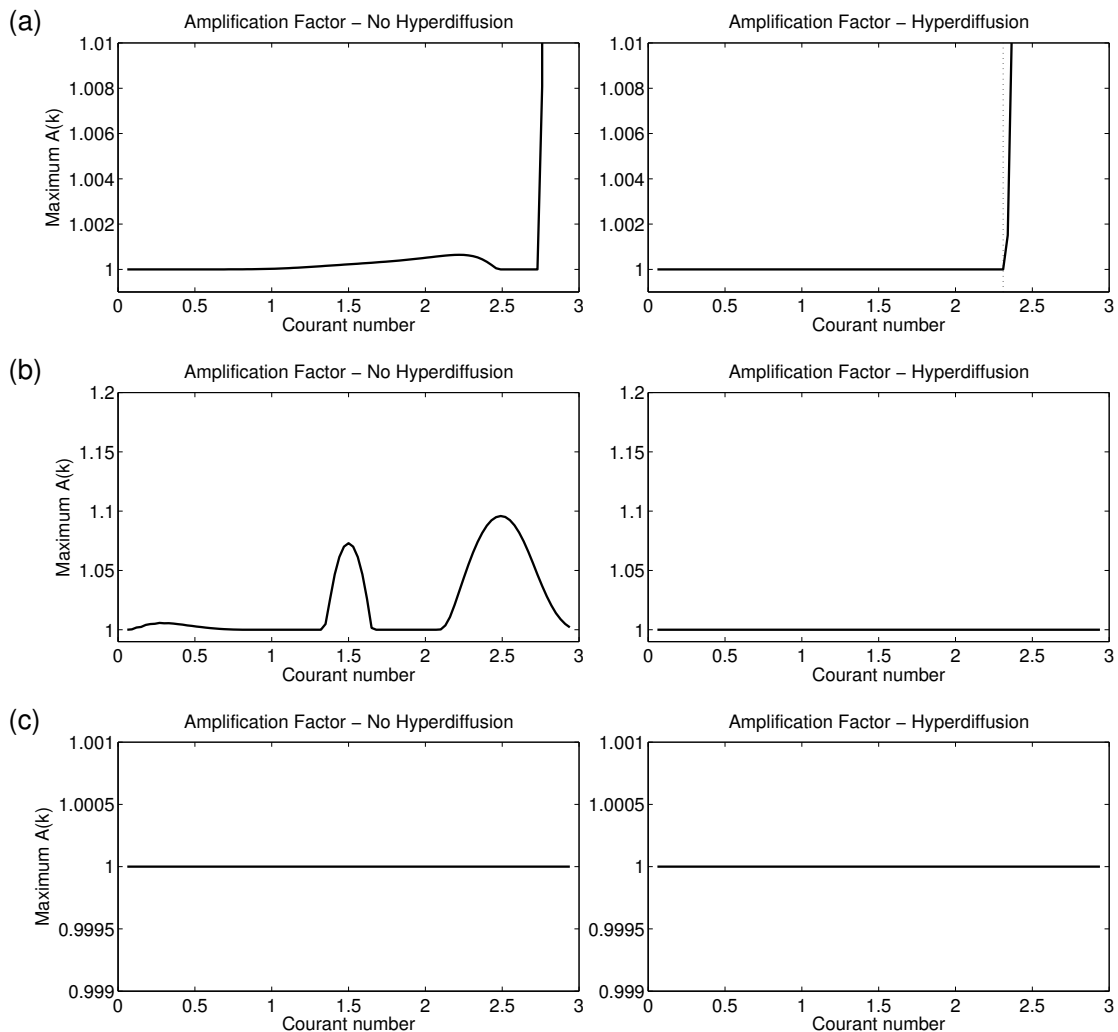 (a)
Amplification Factor – No Hyperdiffusion
Maximum A(k)
1.01
1.008
1.006
1.004
1.002
1
0 0.5 1 1.5 2 2.5 3
Courant number
Amplification Factor – Hyperdiffusion
1.01
1.008
1.006
1.004
1.002
1
0 0.5 1 1.5 2 2.5 3
Courant number
(b)
Amplification Factor – No Hyperdiffusion
Maximum A(k)
1.2
1.15
1.1
1.05
1
0 0.5 1 1.5 2 2.5 3
Courant number
Amplification Factor – Hyperdiffusion
1.2
1.15
1.1
1.05
1
0 0.5 1 1.5 2 2.5 3
Courant number
(c)
Amplification Factor – No Hyperdiffusion
Maximum A(k)
1.001
1.0005
1
0.9995
0.999
0 0.5 1 1.5 2 2.5 3
Courant number
Amplification Factor – Hyperdiffusion
1.001
1.0005
1
0.9995
0.999
0 0.5 1 1.5 2 2.5 3
Courant number